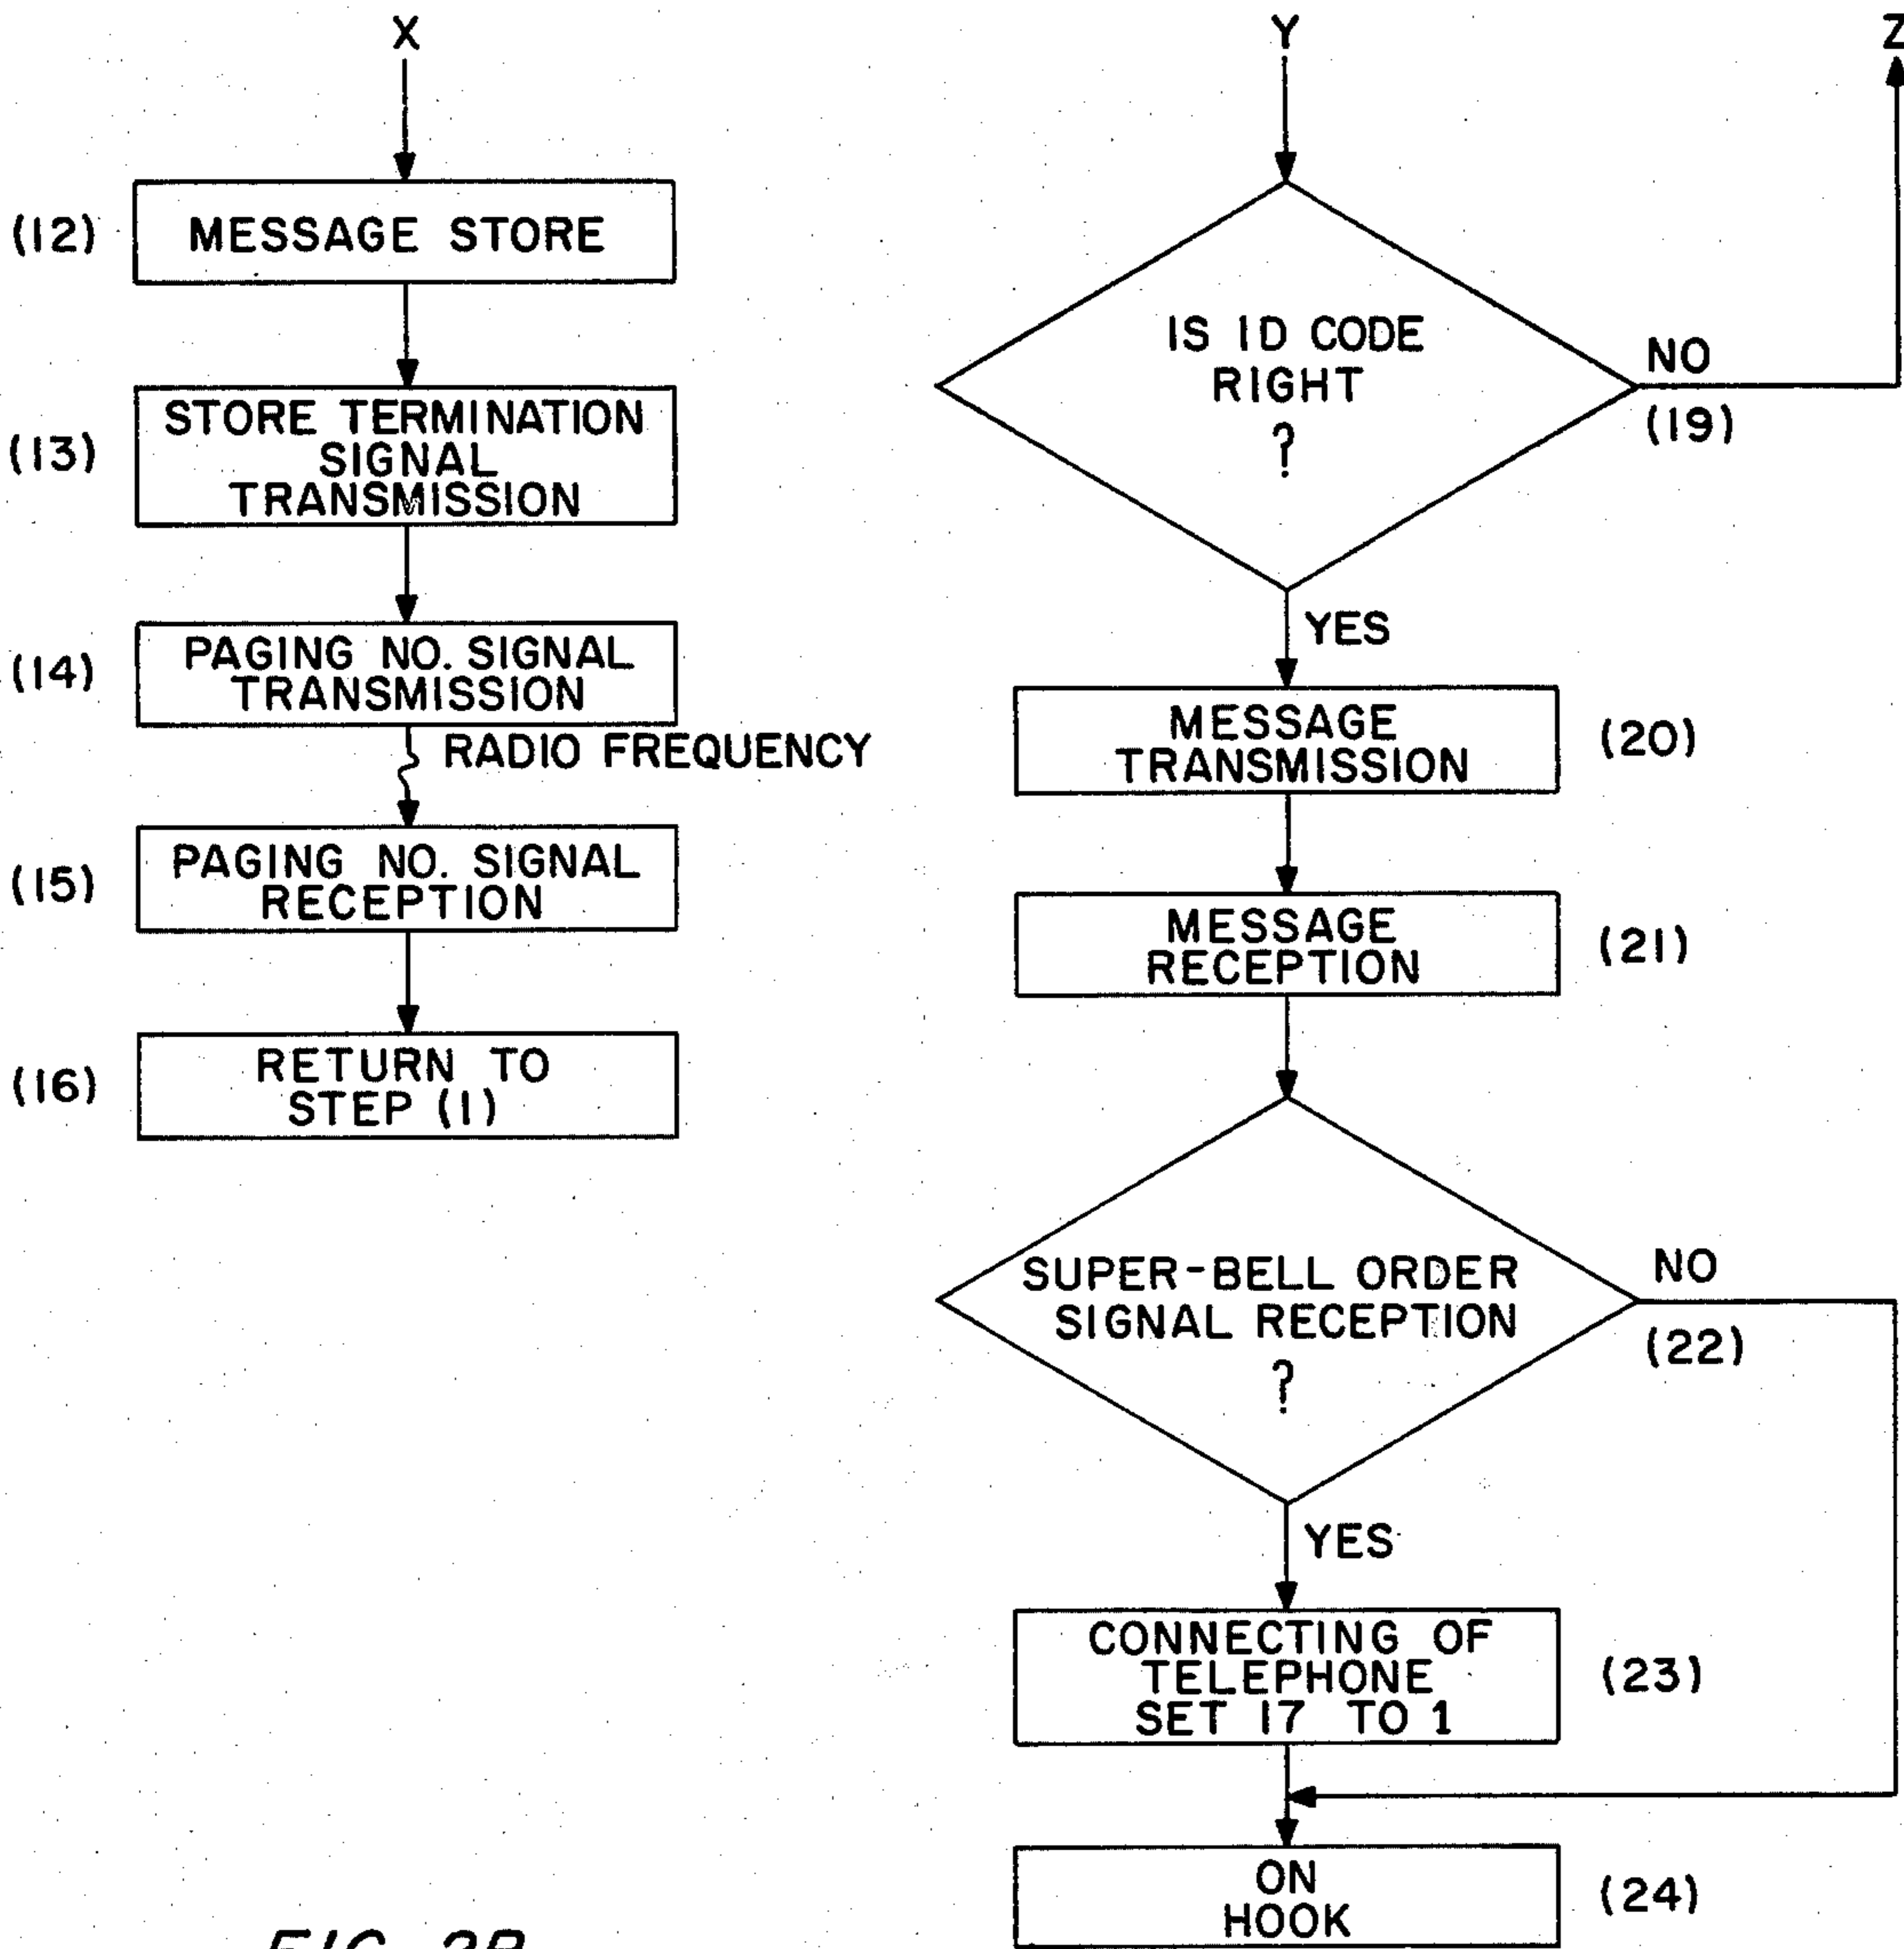 X
(12)
MESSAGE STORE
(13)
STORE TERMINATION
SIGNAL
TRANSMISSION
(14)
PAGING NO. SIGNAL
TRANSMISSION
RADIO FREQUENCY
(15)
PAGING NO. SIGNAL
RECEPTION
(16)
RETURN TO
STEP (1)
Y
Z
IS ID CODE
RIGHT
?
NO
(19)
YES
MESSAGE
TRANSMISSION
(20)
MESSAGE
RECEPTION
(21)
SUPER-BELL ORDER
SIGNAL RECEPTION
?
NO
(22)
YES
CONNECTING OF
TELEPHONE
SET 17 TO 1
(23)
ON
HOOK
(24)